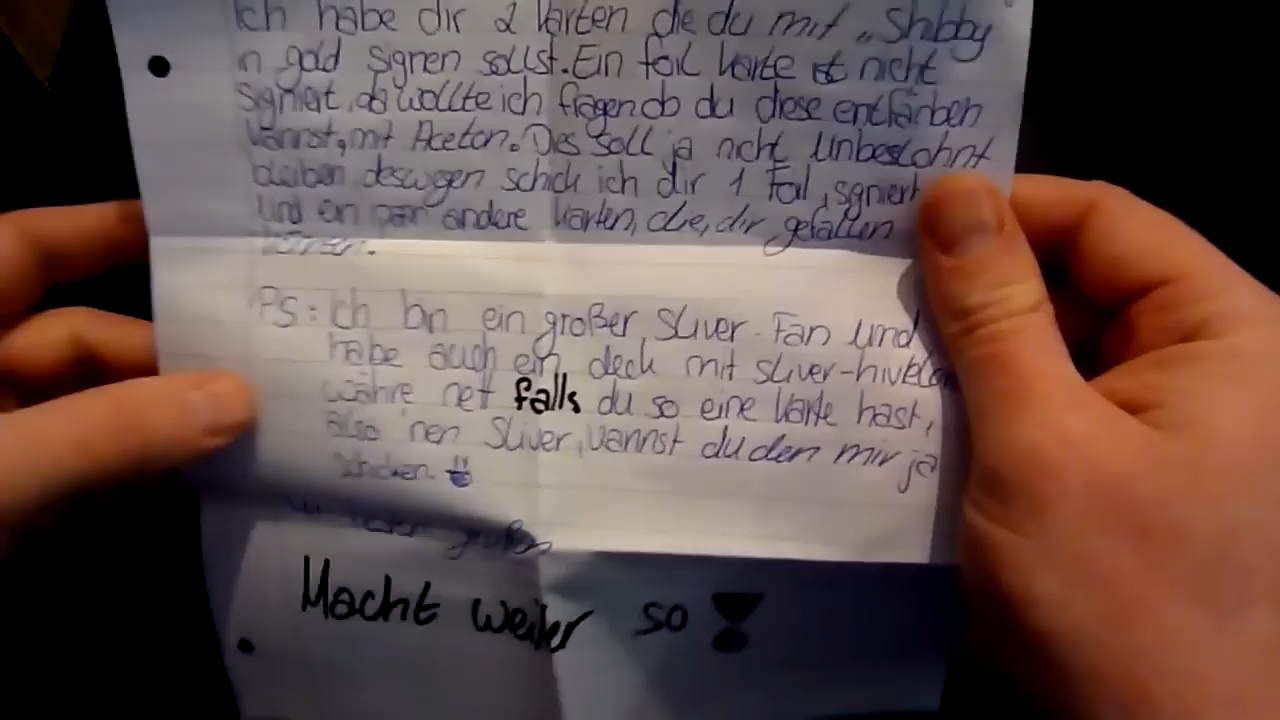 Ich habe dir 2 Karten die du mit „Shibby
in gold signen sollst. Ein foil Karte ist nicht
signiert, da wollte ich fragen ob du diese entfärben
kannst, mit Aceton. Dies soll ja nicht unbelohnt
bleiben, deswegen schick ich dir 1 Foil, signiert
und ein paar andere Karten, die, dir gefallen
können.
PS: Ich bin ein großer Sliver-Fan und
habe auch ein deck mit sliver-hive
währe net falls du so eine Karte hast,
also 'nen Sliver, kannst du den mir ja
schicken
großen
Macht weiter so !